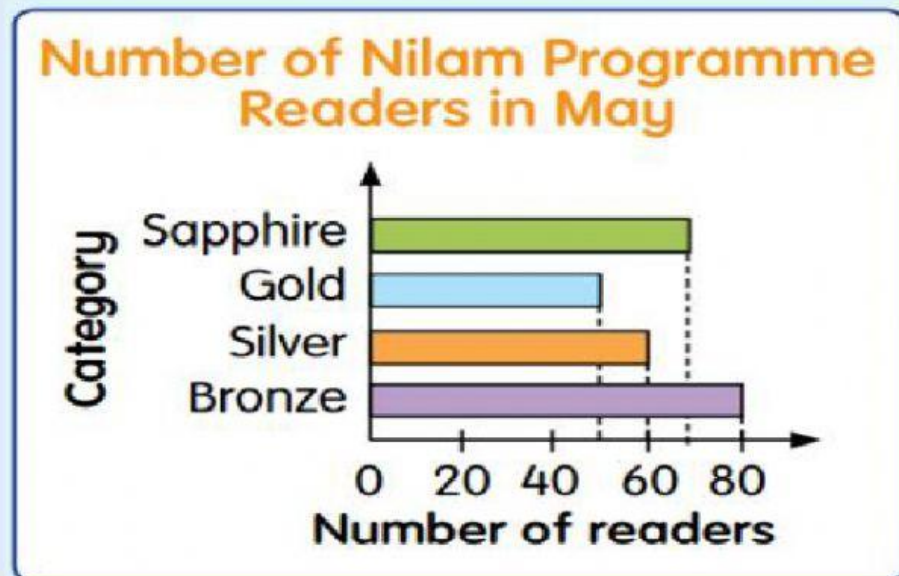 Number of Nilam Programme
Readers in May
Category
Sapphire
Gold
Silver
Bronze
0 20 40 60 80
Number of readers